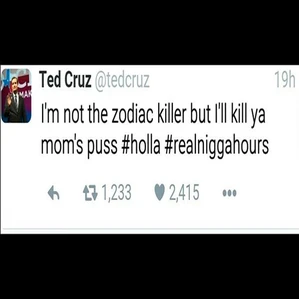 Ted Cruz @tedcruz 19h
I'm not the zodiac killer but I'll kill ya
mom's puss #holla #realniggahours
1,233 2,415